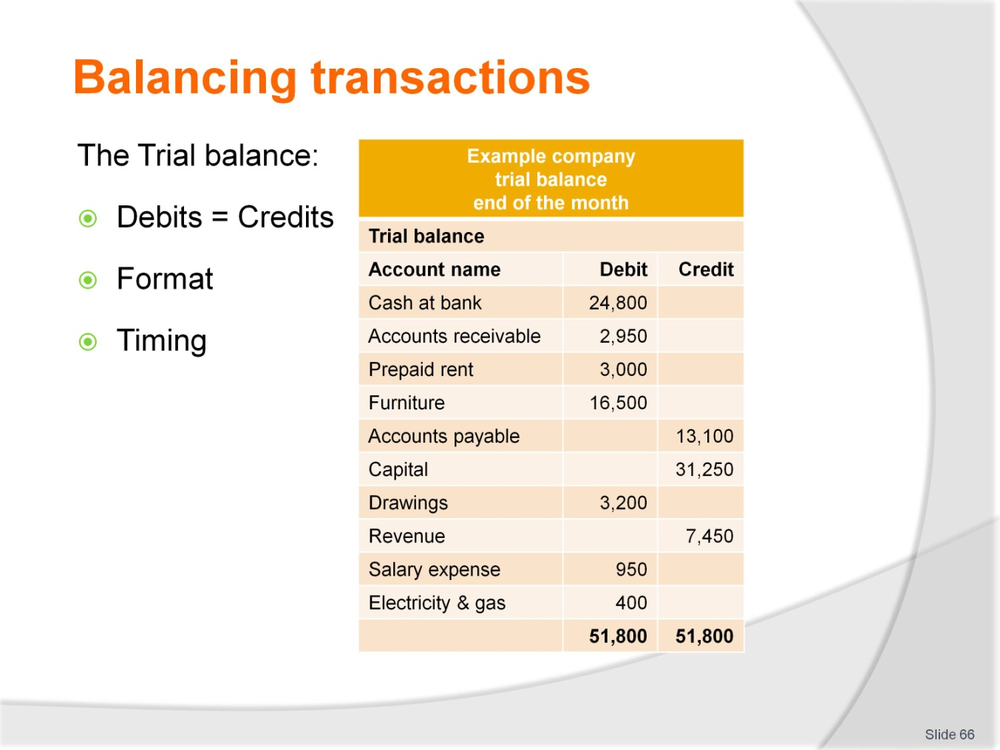 Balancing transactions
The Trial balance:
Debits = Credits
Format
Timing
Example company
trial balance
end of the month
Trial balance
Account name Debit Credit
Cash at bank 24,800
Accounts receivable 2,950
Prepaid rent 3,000
Furniture 16,500
Accounts payable 13,100
Capital 31,250
Drawings 3,200
Revenue 7,450
Salary expense 950
Electricity & gas 400
51,800 51,800
Slide 66